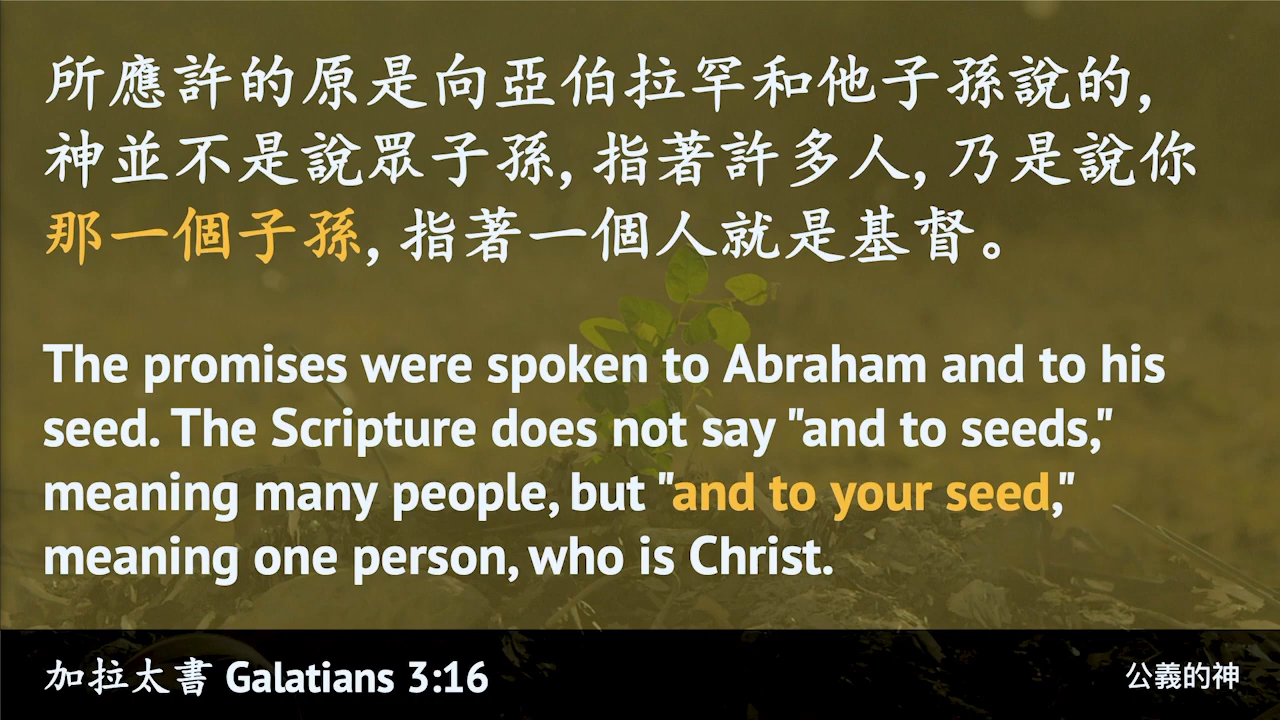 所應許的原是向亞伯拉罕和他子孫說的,
神並不是說眾子孫, 指著許多人, 乃是說你
那一個子孫, 指著一個人就是基督。
The promises were spoken to Abraham and to his
seed. The Scripture does not say "and to seeds,"
meaning many people, but "and to your seed,"
meaning one person, who is Christ.
加拉太書 Galatians 3:16
公義的神